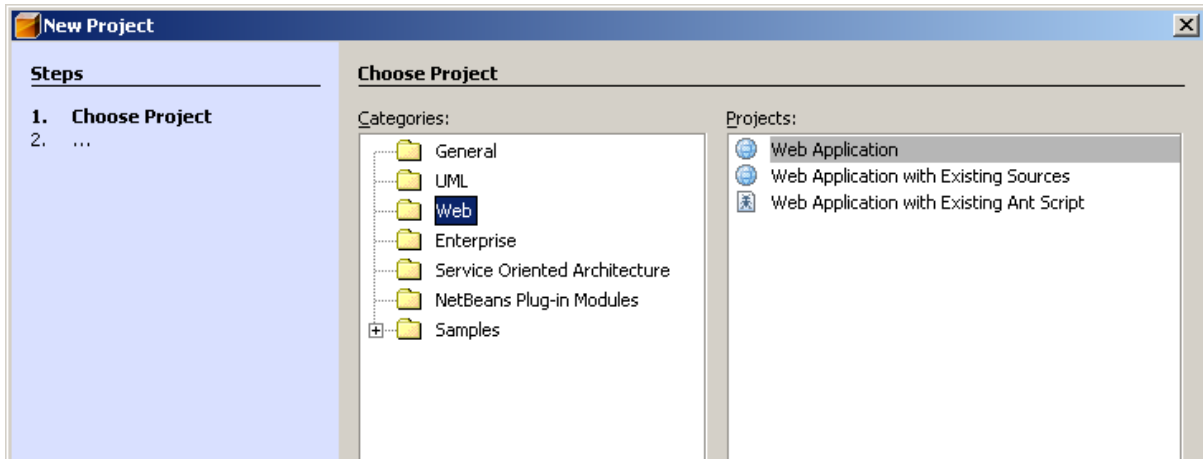 New Project
Steps
1. Choose Project
2. ...
Choose Project
Categories:
General
UML
Web
Enterprise
Service Oriented Architecture
NetBeans Plug-in Modules
Samples
Projects:
Web Application
Web Application with Existing Sources
Web Application with Existing Ant Script